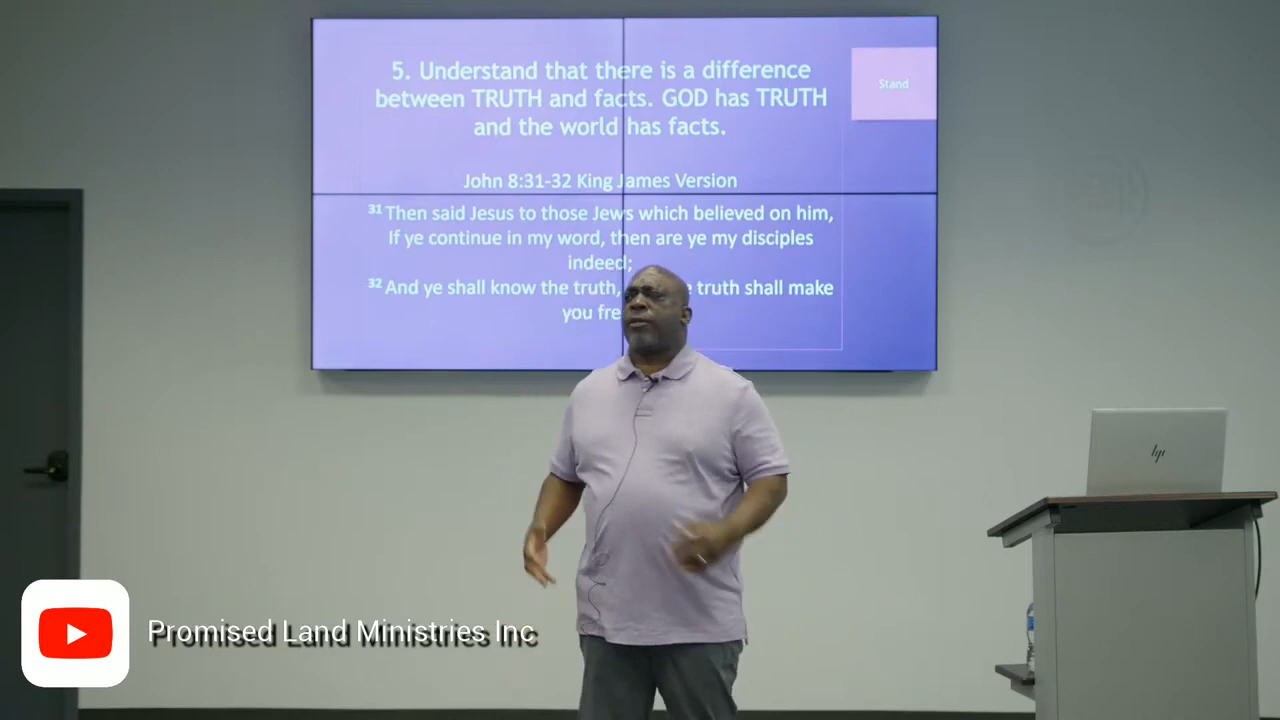 5. Understand that there is a difference
between TRUTH and facts. GOD has TRUTH
and the world has facts.
Stand
John 8:31-32 King James Version
31 Then said Jesus to those Jews which believed on him,
If ye continue in my word, then are ye my disciples
indeed;
32 And ye shall know the truth, truth shall make
you fre
hp
Promised Land Ministries Inc